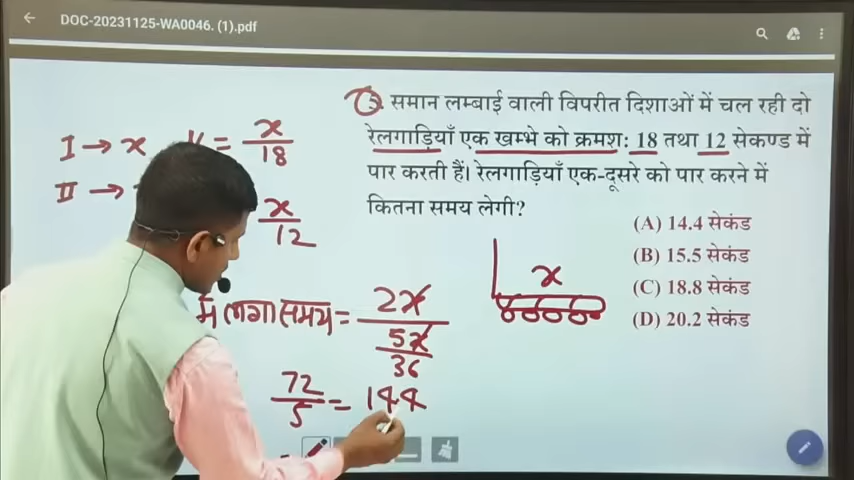 DOC-20231125-WA0046. (1).pdf
5. समान लम्बाई वाली विपरीत दिशाओं में चल रही दो
रेलगाड़ियाँ एक खम्भे को क्रमश: 18 तथा 12 सेकण्ड में
पार करती हैं। रेलगाड़ियाँ एक-दूसरे को पार करने में
कितना समय लेगी?
(A) 14.4 सेकंड
(B) 15.5 सेकंड
(C) 18.8 सेकंड
(D) 20.2 सेकंड
I → x = x/18
II → x/12
x
में लगा समय = 2x / 5x/36
72/5 = 144